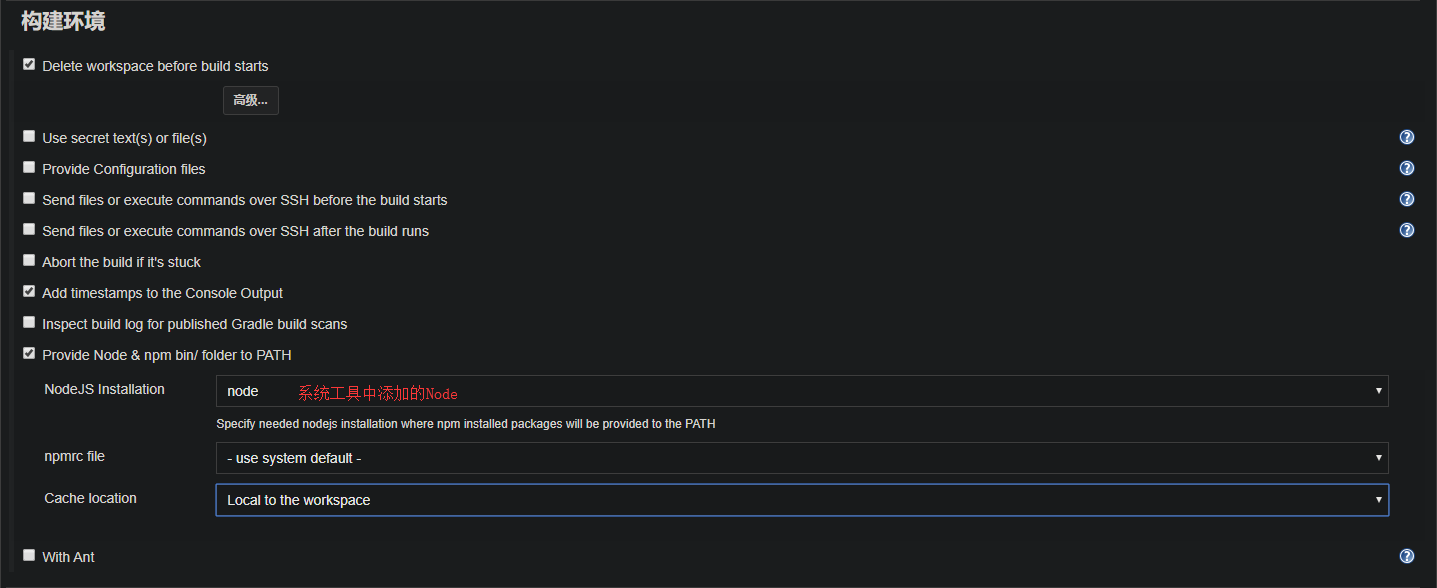 构建环境
Delete workspace before build starts
高级...
Use secret text(s) or file(s)
Provide Configuration files
Send files or execute commands over SSH before the build starts
Send files or execute commands over SSH after the build runs
Abort the build if it's stuck
Add timestamps to the Console Output
Inspect build log for published Gradle build scans
Provide Node & npm bin/ folder to PATH
NodeJS Installation node 系统工具中添加的Node
Specify needed nodejs installation where npm installed packages will be provided to the PATH
npmrc file - use system default -
Cache location Local to the workspace
With Ant